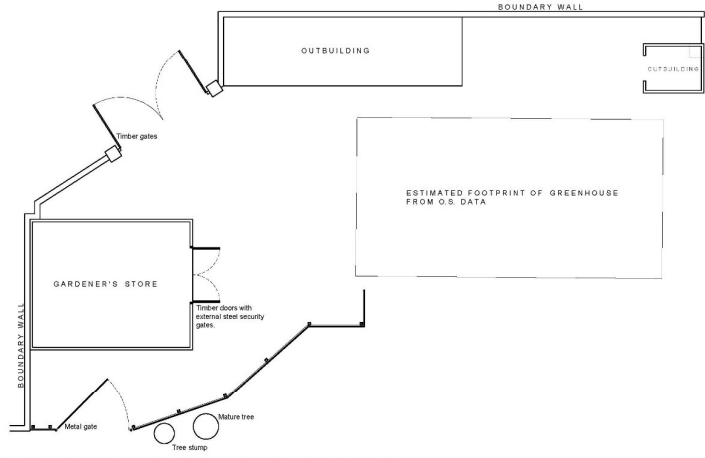 BOUNDARY WALL
OUTBUILDING
OUTBUILDING
Timber gates
ESTIMATED FOOTPRINT OF GREENHOUSE
FROM O.S. DATA
GARDENER'S STORE
Timber doors with
external steel security
gates.
BOUNDARY WALL
Metal gate
Mature tree
Tree stump